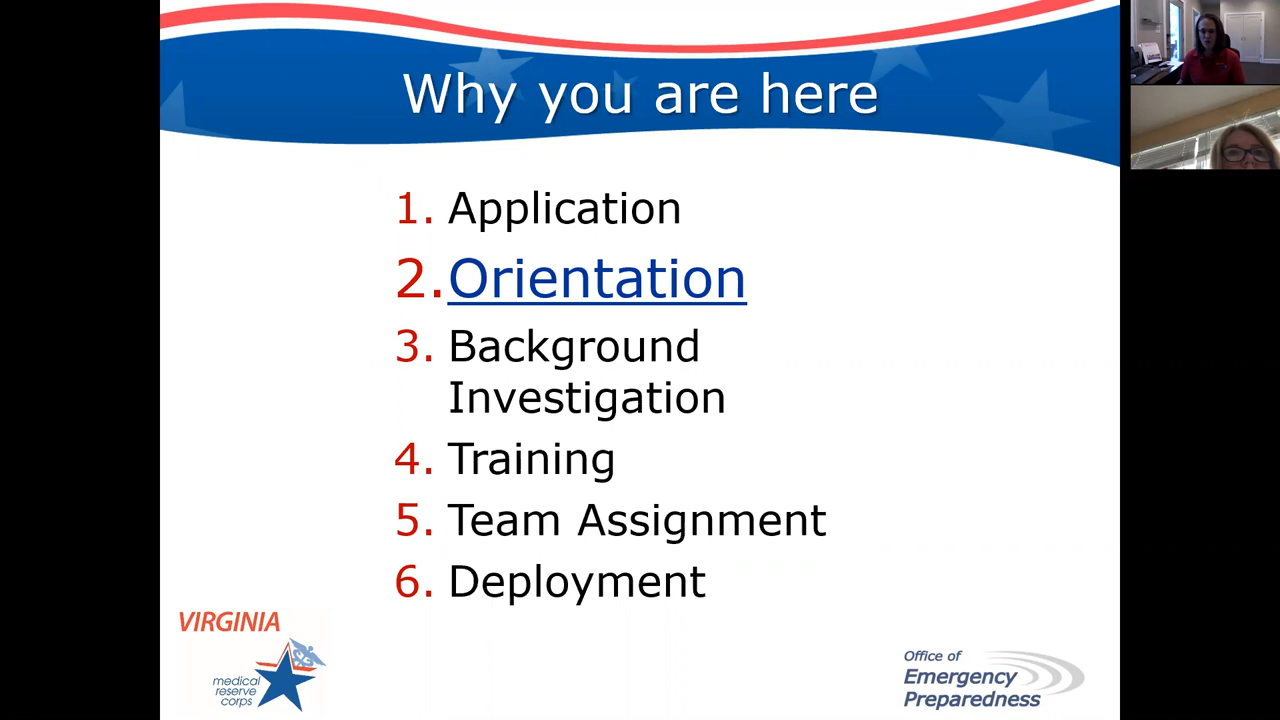 Why you are here
1. Application
2. Orientation
3. Background
Investigation
4. Training
5. Team Assignment
6. Deployment
VIRGINIA
medical
reserve
corps
Office of
Emergency
Preparedness